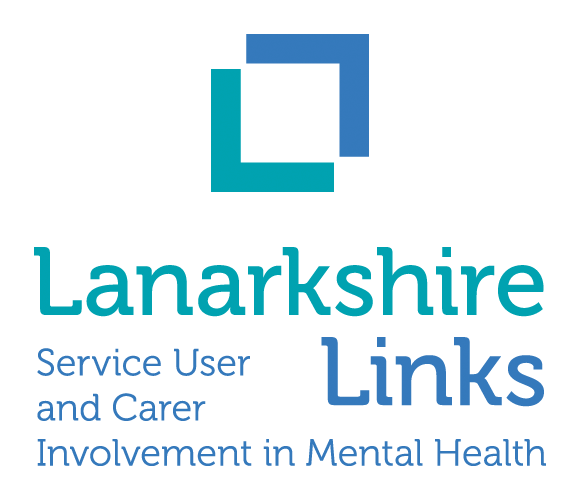 Lanarkshire
Links
Service User
and Carer
Involvement in Mental Health